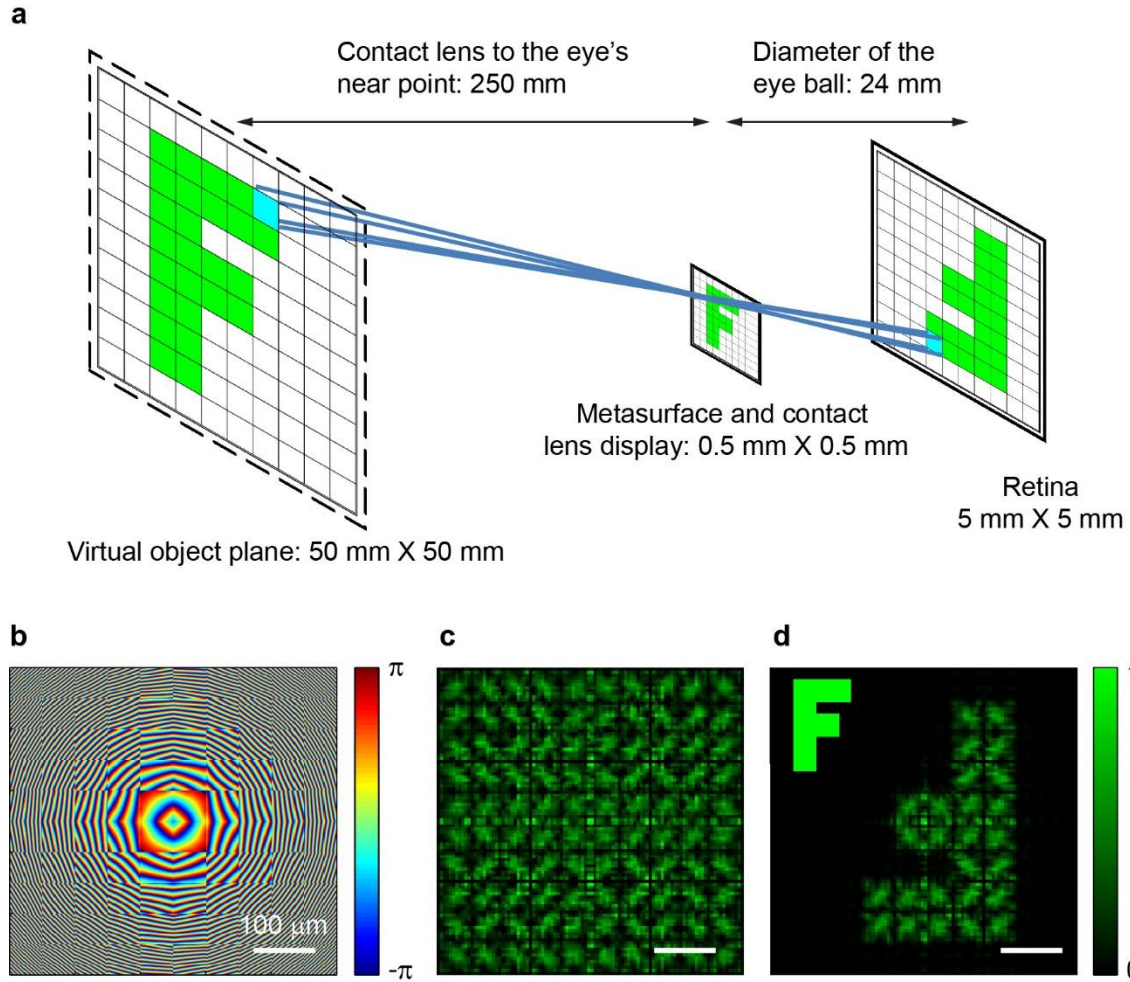 a
Contact lens to the eye's
near point: 250 mm
Diameter of the
eye ball: 24 mm
Metasurface and contact
lens display: 0.5 mm X 0.5 mm
Retina
5 mm X 5 mm
Virtual object plane: 50 mm X 50 mm
b
π
100 μm
-π
c
d
F